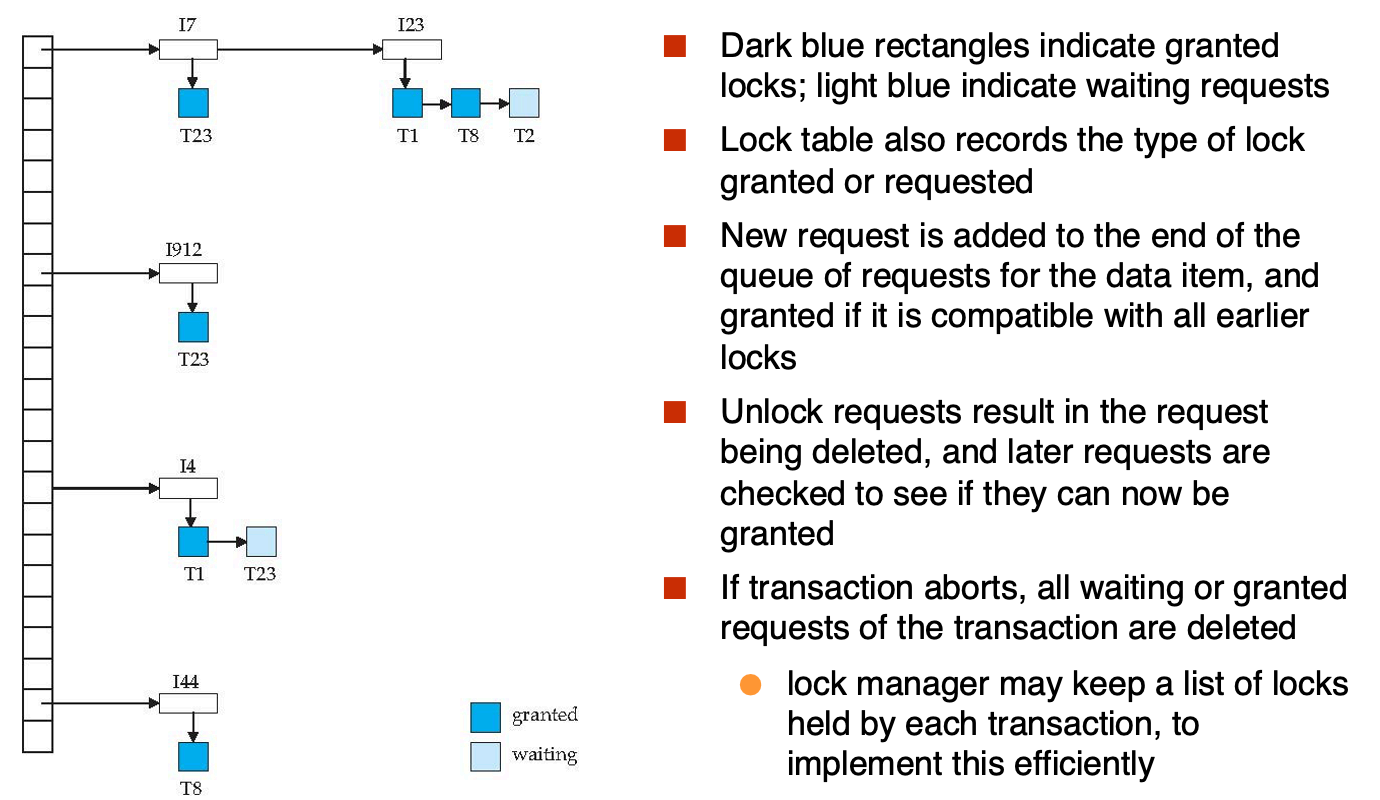 I7
I23
T23
T1
T8
T2
I912
T23
I4
T1
T23
I44
T8
granted
waiting
Dark blue rectangles indicate granted
locks; light blue indicate waiting requests
Lock table also records the type of lock
granted or requested
New request is added to the end of the
queue of requests for the data item, and
granted if it is compatible with all earlier
locks
Unlock requests result in the request
being deleted, and later requests are
checked to see if they can now be
granted
If transaction aborts, all waiting or granted
requests of the transaction are deleted
lock manager may keep a list of locks
held by each transaction, to
implement this efficiently